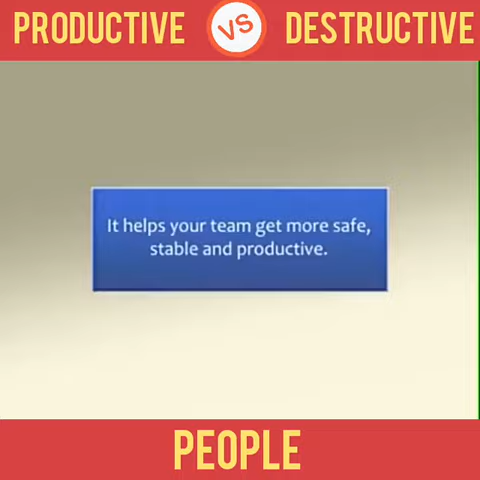 PRODUCTIVE VS DESTRUCTIVE
It helps your team get more safe,
stable and productive.
PEOPLE